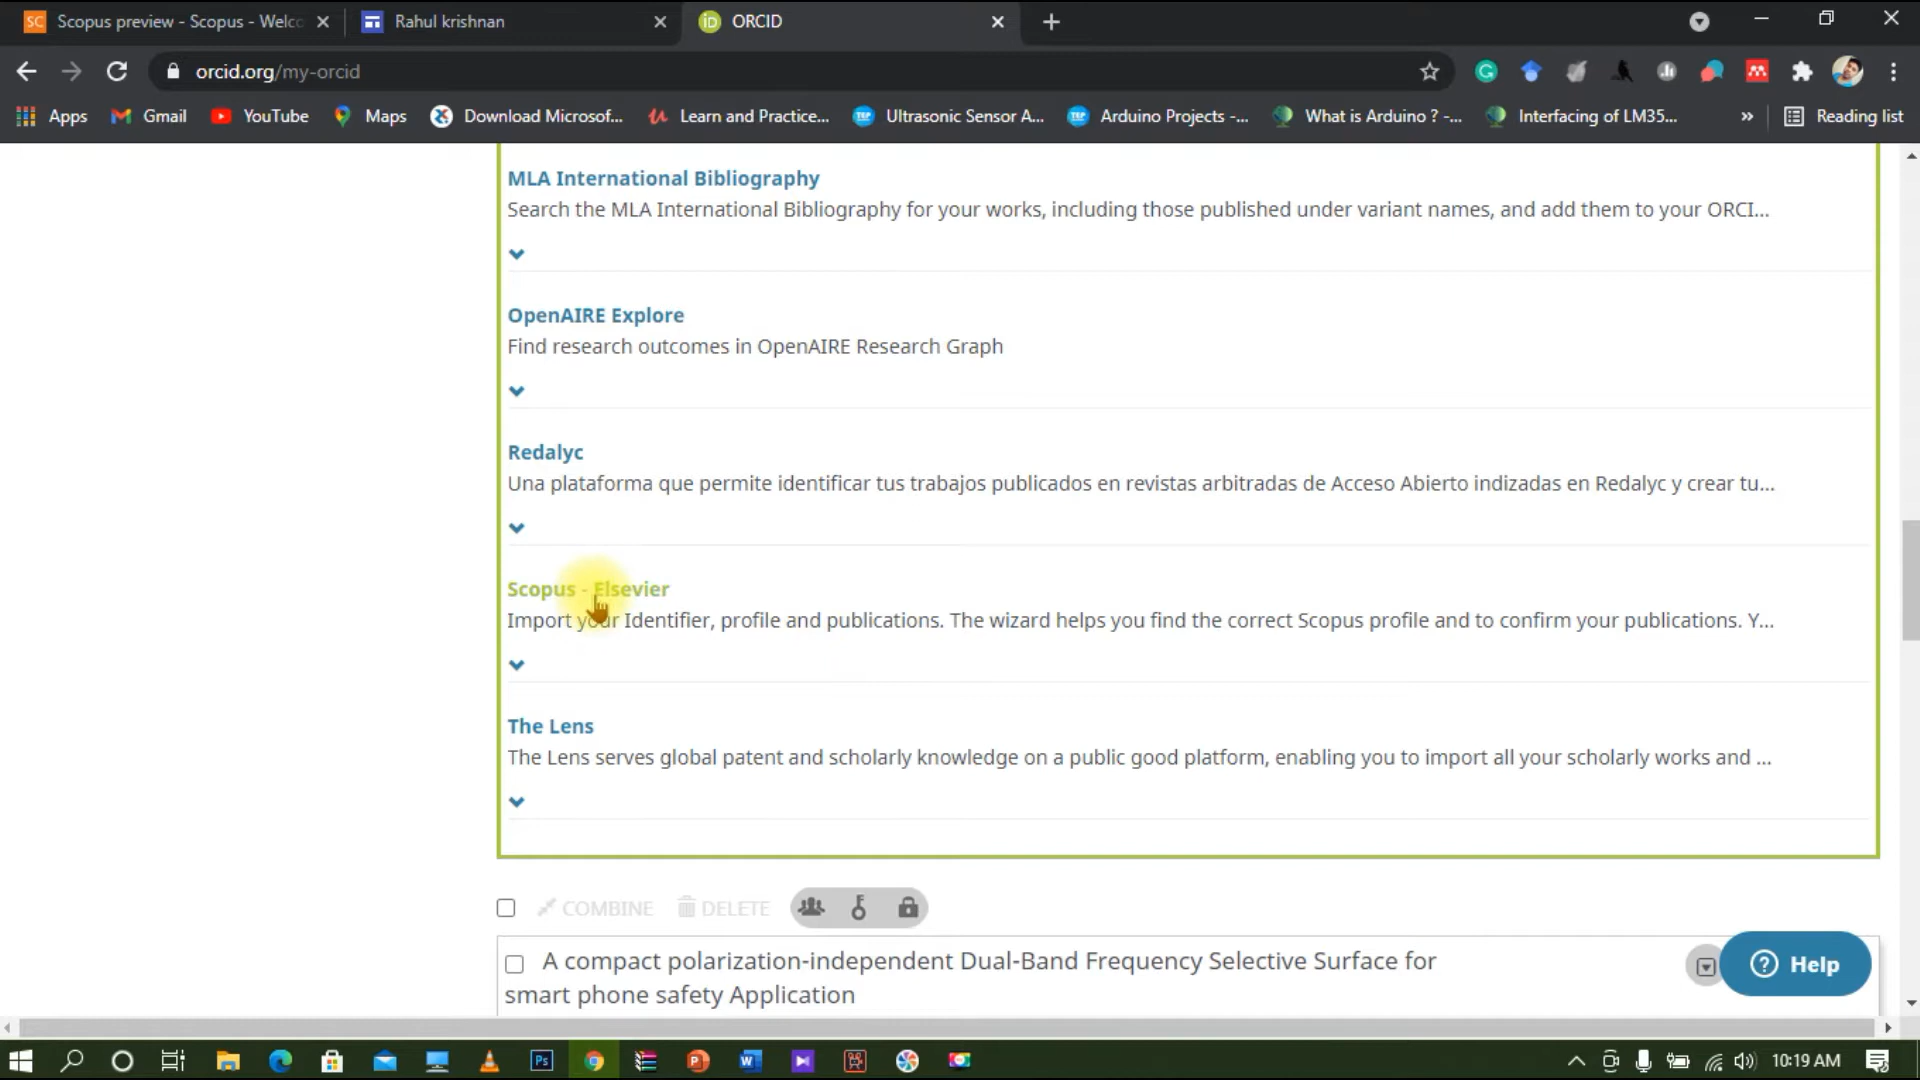 SC Scopus preview - Scopus - Welco
Rahul krishnan
iD ORCID
orcid.org/my-orcid
Apps
Gmail
YouTube
Maps
Download Microsof...
Learn and Practice...
Ultrasonic Sensor A...
Arduino Projects -...
What is Arduino ? -...
Interfacing of LM35...
»
Reading list
MLA International Bibliography
Search the MLA International Bibliography for your works, including those published under variant names, and add them to your ORCI...
OpenAIRE Explore
Find research outcomes in OpenAIRE Research Graph
Redalyc
Una plataforma que permite identificar tus trabajos publicados en revistas arbitradas de Acceso Abierto indizadas en Redalyc y crear tu...
Scopus - Elsevier
Import your Identifier, profile and publications. The wizard helps you find the correct Scopus profile and to confirm your publications. Y...
The Lens
The Lens serves global patent and scholarly knowledge on a public good platform, enabling you to import all your scholarly works and ...
COMBINE
DELETE
A compact polarization-independent Dual-Band Frequency Selective Surface for
smart phone safety Application
Help
10:19 AM